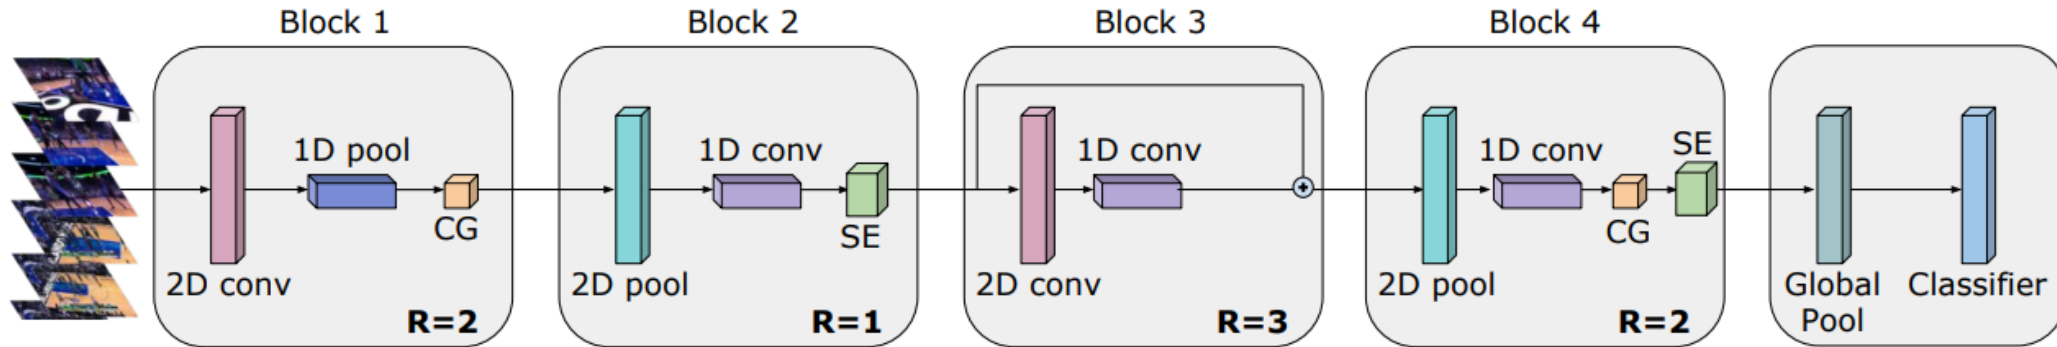 Block 1
Block 2
Block 3
Block 4
2D conv
1D pool
CG
R=2
2D pool
1D conv
SE
R=1
2D conv
1D conv
R=3
2D pool
1D conv
CG
SE
R=2
Global
Pool
Classifier